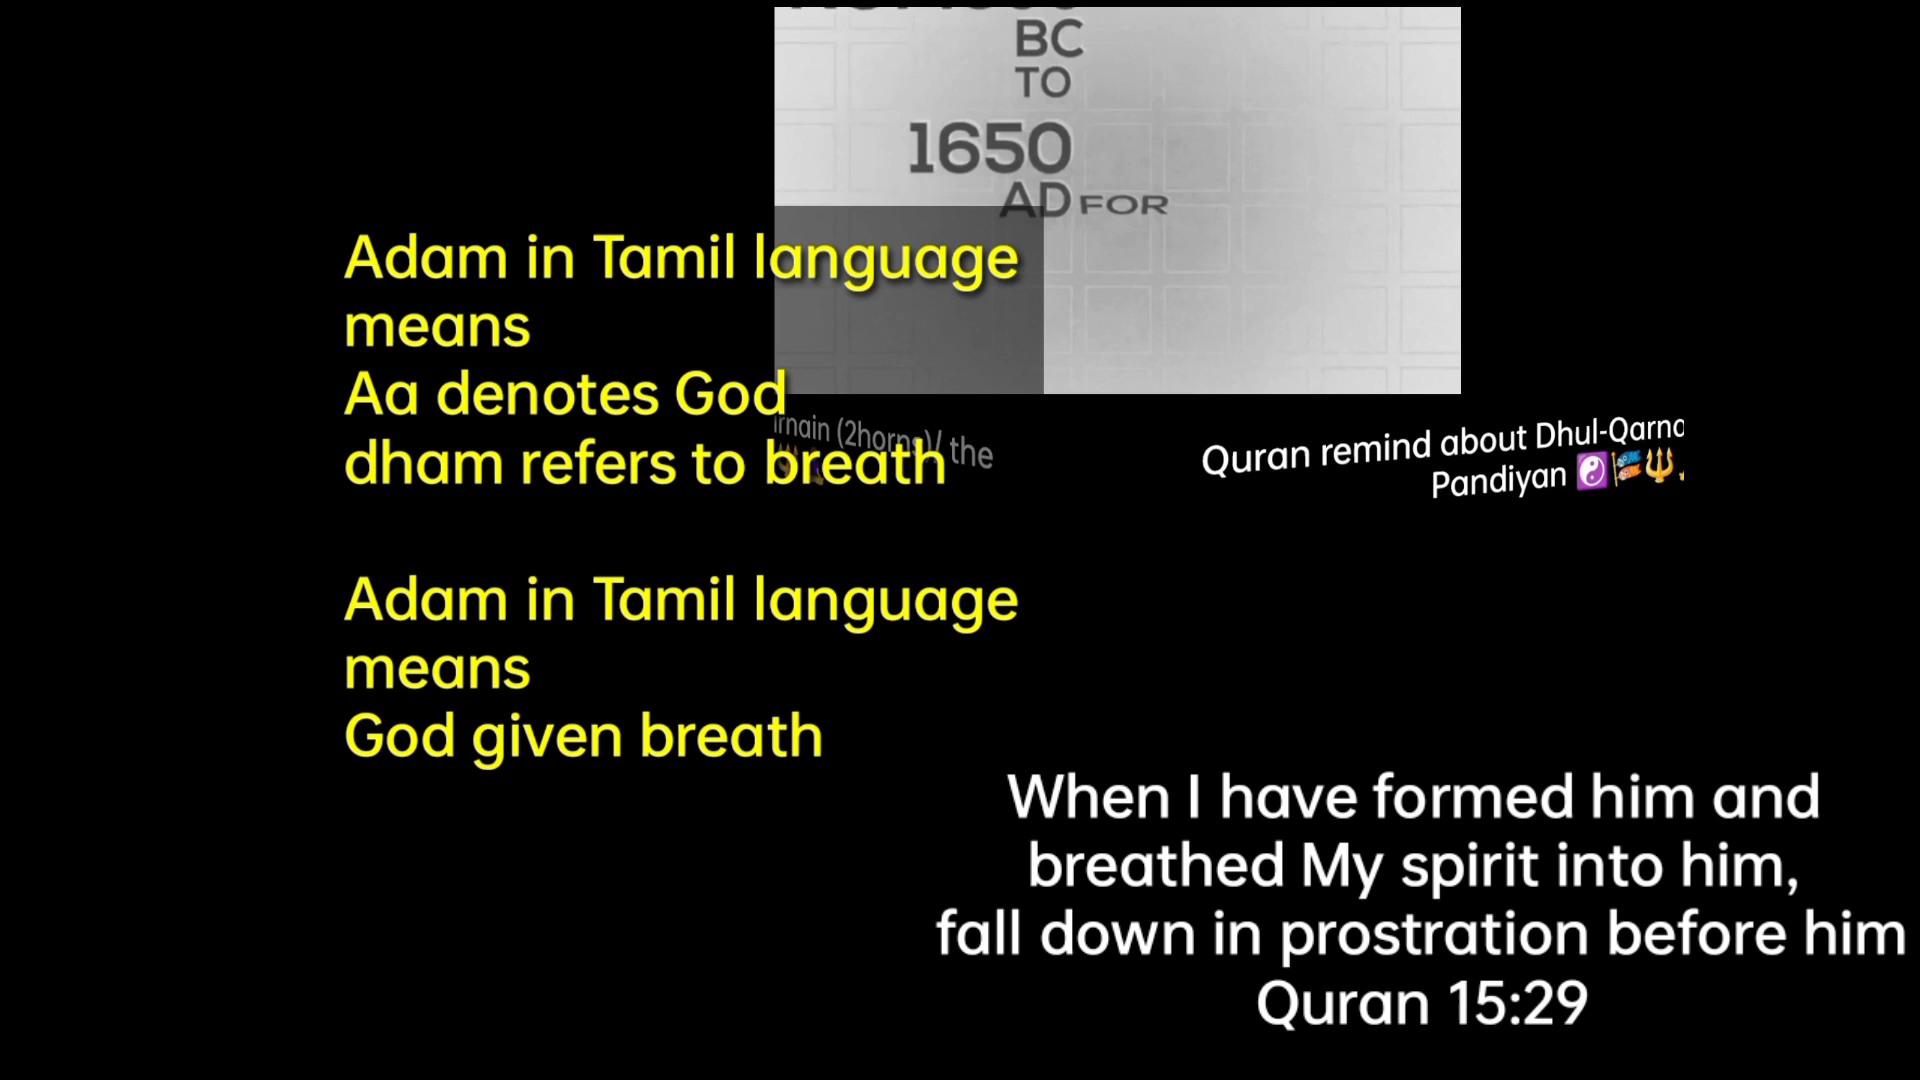 BC
TO
1650
AD FOR
Adam in Tamil language
means
Aa denotes God
dham refers to breath
(2horns)/ the
Quran remind about
Pandiyan ☯️
Adam in Tamil language
means
God given breath
When I have formed him and
breathed My spirit into him,
fall down in prostration before him
Quran 15:29